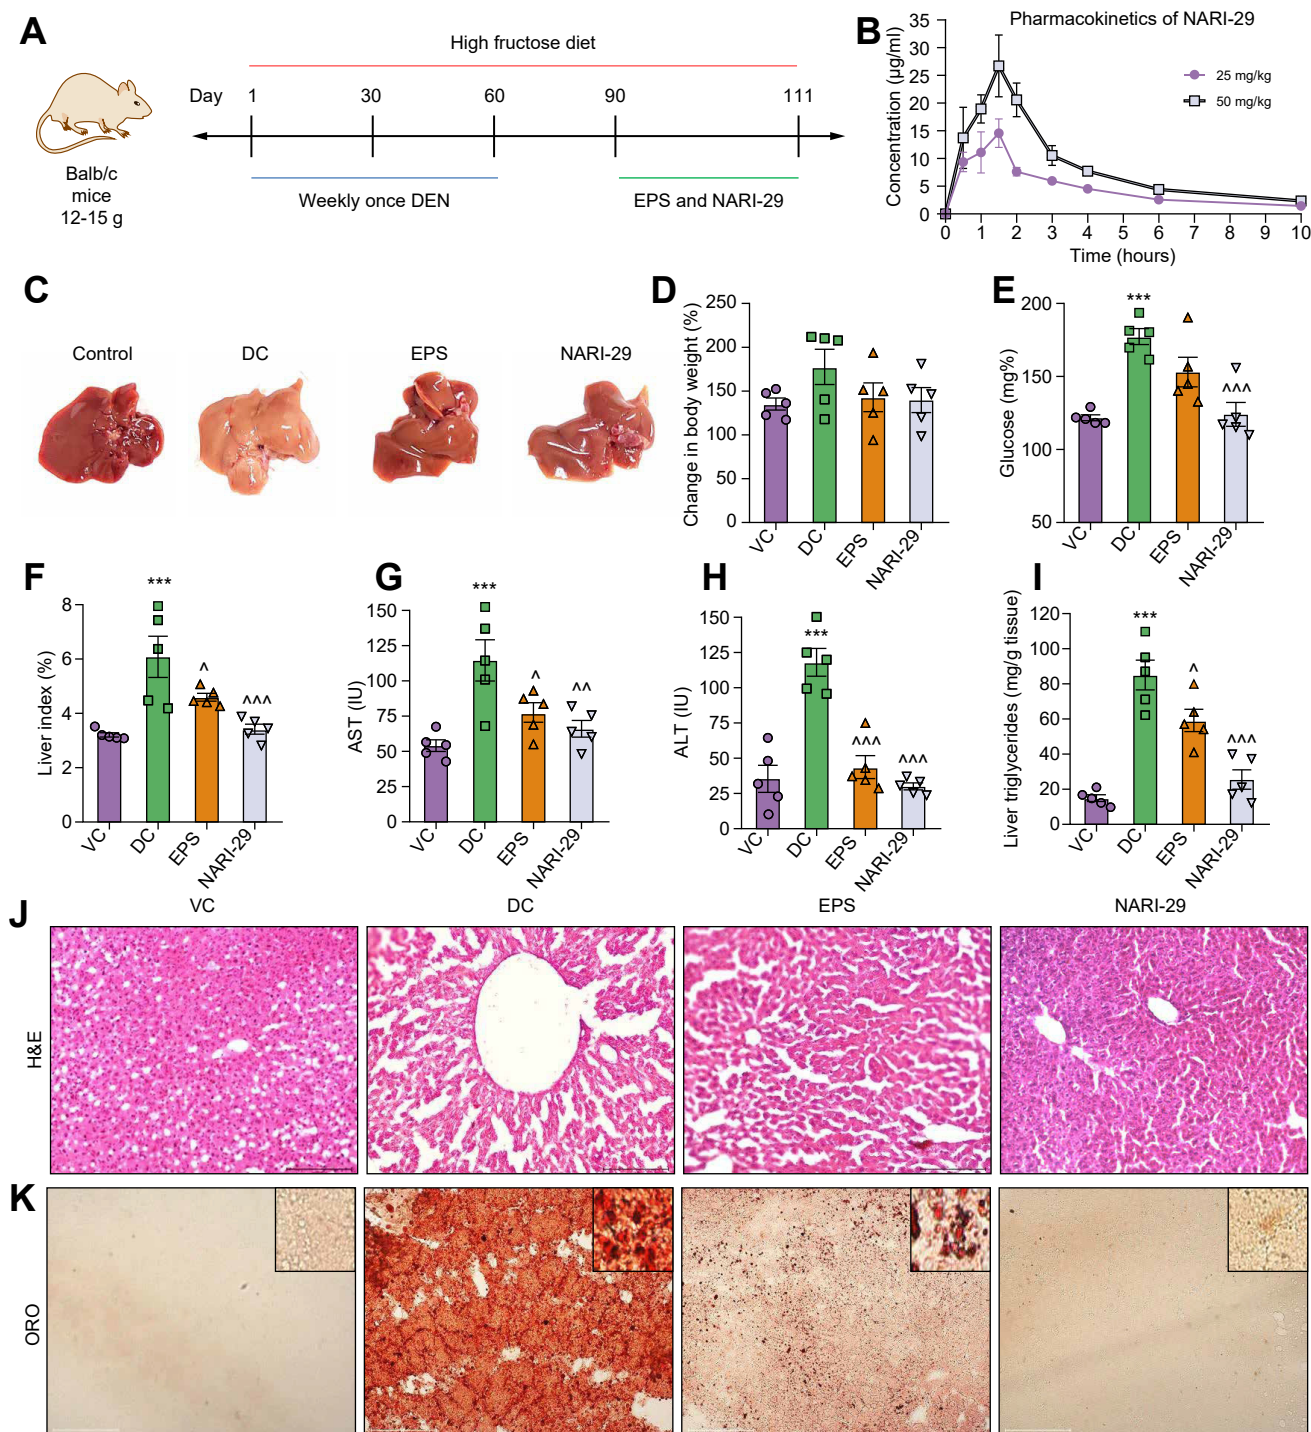 A
High fructose diet
Day 1 30 60 90 111
Weekly once DEN
EPS and NARI-29
Balb/c
mice
12-15 g
B
Pharmacokinetics of NARI-29
Concentration (μg/ml)
35
30
25
20
15
10
5
0
0 1 2 3 4 5 6 7 8 9 10
Time (hours)
25 mg/kg
50 mg/kg
C
Control DC EPS NARI-29
D
Change in body weight (%)
250
200
150
100
50
0
VC DC EPS NARI-29
E
Glucose (mg%)
200
150
100
50
***
^^^
VC DC EPS NARI-29
F
Liver index (%)
8
6
4
2
0
***
^
^^^
VC DC EPS NARI-29
G
AST (IU)
150
125
100
75
50
25
0
***
^
^^
VC DC EPS NARI-29
H
ALT (IU)
150
125
100
75
50
25
0
***
^^^
^^^
VC DC EPS NARI-29
I
Liver triglycerides (mg/g tissue)
120
100
80
60
40
20
0
***
^
^^^
VC DC EPS NARI-29
J
VC DC EPS NARI-29
H&E
K
ORO